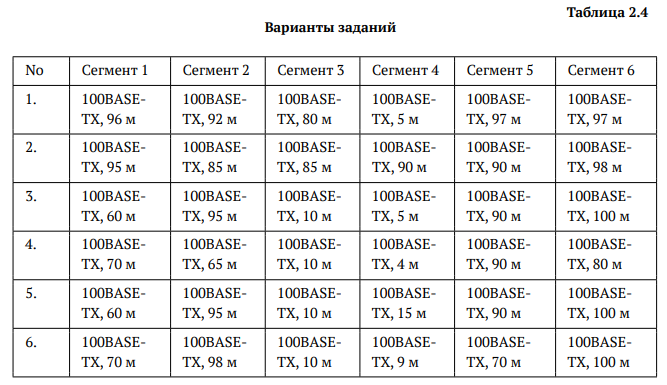 Таблица 2.4
Варианты заданий
No Сегмент 1 Сегмент 2 Сегмент 3 Сегмент 4 Сегмент 5 Сегмент 6
1. 100BASE- 100BASE- 100BASE- 100BASE- 100BASE- 100BASE-
TX, 96 м TX, 92 м TX, 80 м TX, 5 м TX, 97 м TX, 97 м
2. 100BASE- 100BASE- 100BASE- 100BASE- 100BASE- 100BASE-
TX, 95 м TX, 85 м TX, 85 м TX, 90 м TX, 90 м TX, 98 м
3. 100BASE- 100BASE- 100BASE- 100BASE- 100BASE- 100BASE-
TX, 60 м TX, 95 м TX, 10 м TX, 5 м TX, 90 м TX, 100 м
4. 100BASE- 100BASE- 100BASE- 100BASE- 100BASE- 100BASE-
TX, 70 м TX, 65 м TX, 10 м TX, 4 м TX, 90 м TX, 80 м
5. 100BASE- 100BASE- 100BASE- 100BASE- 100BASE- 100BASE-
TX, 60 м TX, 95 м TX, 10 м TX, 15 м TX, 90 м TX, 100 м
6. 100BASE- 100BASE- 100BASE- 100BASE- 100BASE- 100BASE-
TX, 70 м TX, 98 м TX, 10 м TX, 9 м TX, 70 м TX, 100 м